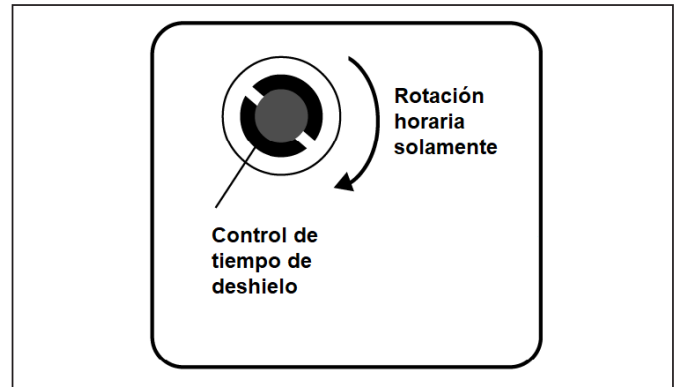 Rotación
horaria
solamente
Control de
tiempo de
deshielo